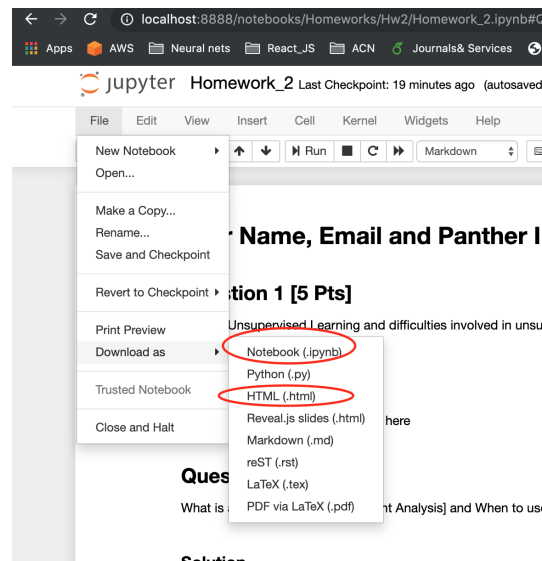 localhost:8888/notebooks/Homeworks/Hw2/Homework_2.ipynb#Q
Apps AWS Neural nets React_JS ACN Journals& Services
jupyter Homework_2 Last Checkpoint: 19 minutes ago (autosaved
File Edit View Insert Cell Kernel Widgets Help
Run Markdown
New Notebook
Open...
Make a Copy...
Rename...
Save and Checkpoint
Revert to Checkpoint
Print Preview
Download as
Trusted Notebook
Close and Halt
Notebook (.ipynb)
Python (.py)
HTML (.html)
Reveal.js slides (.html)
Markdown (.md)
reST (.rst)
LaTeX (.tex)
PDF via LaTeX (.pdf)
r Name, Email and Panther I
stion 1 [5 Pts]
Unsupervised Learning and difficulties involved in unsu
here
Ques
What is nt Analysis] and When to use